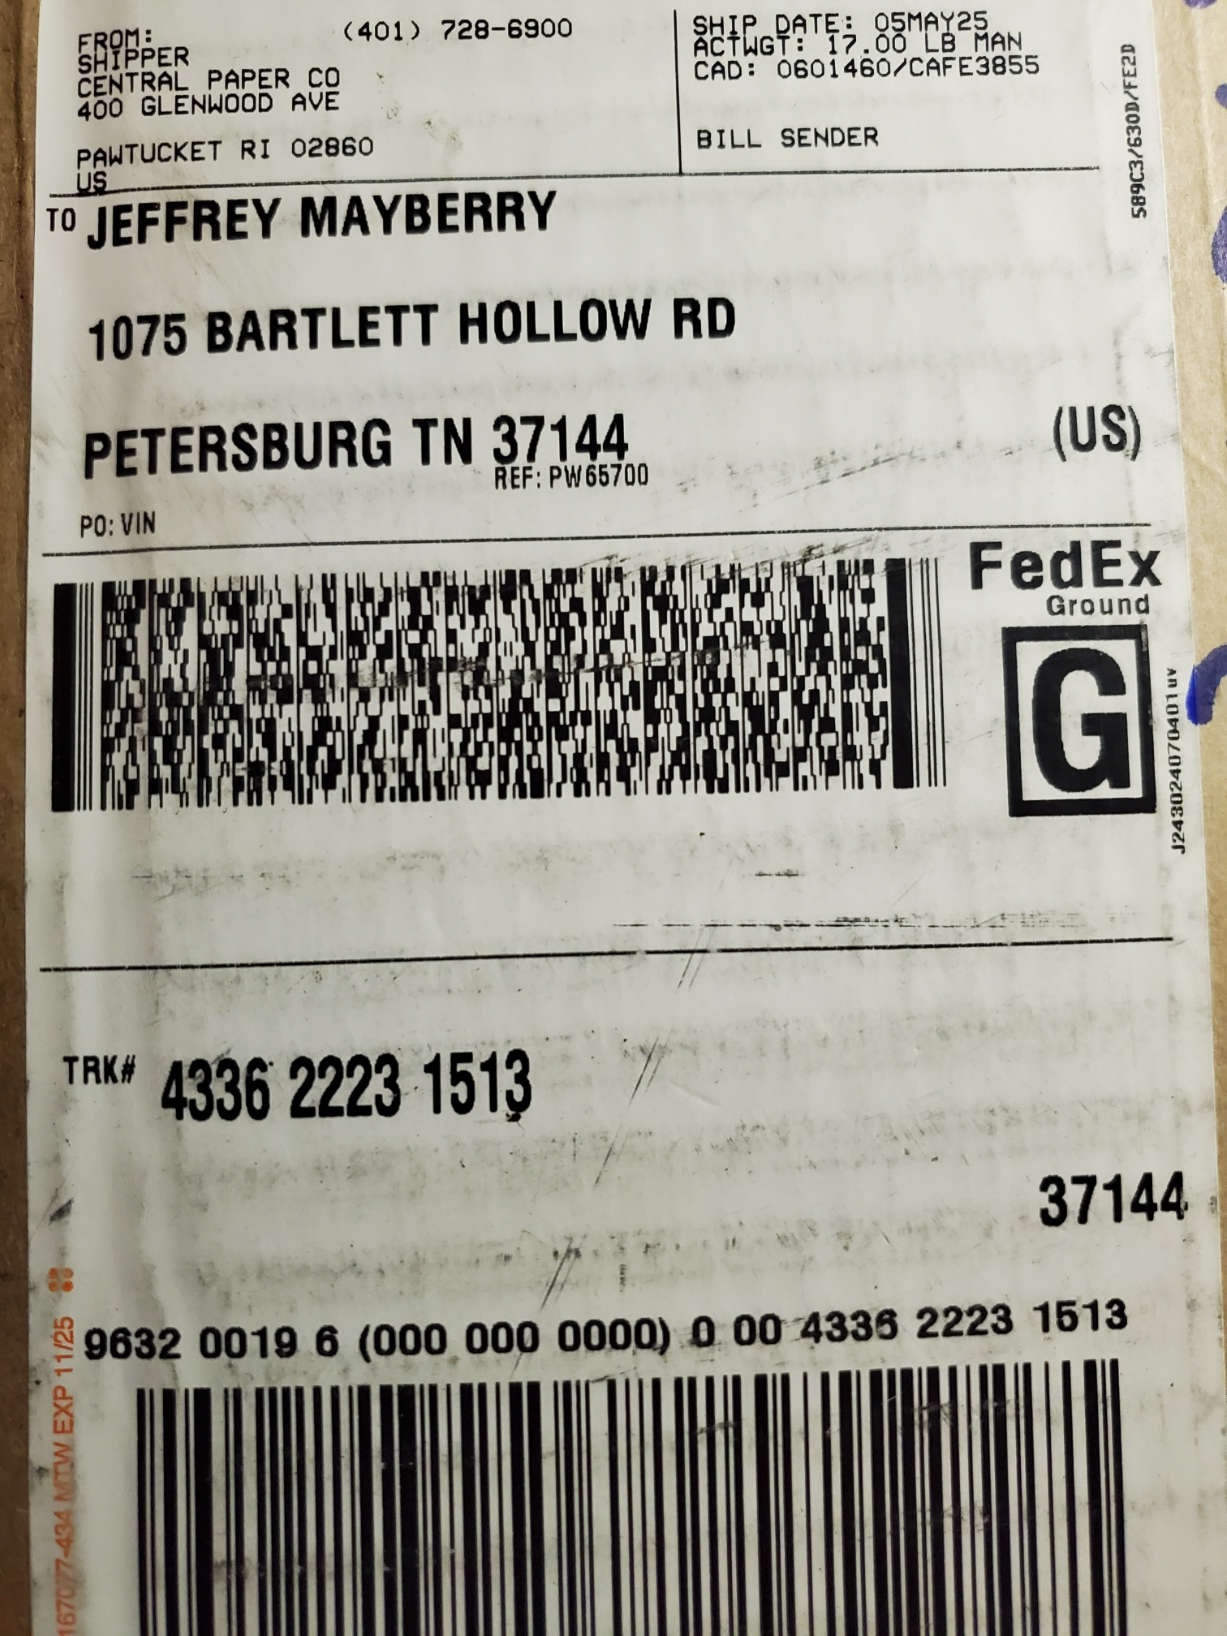 FROM: (401) 728-6900
SHIPPER
CENTRAL PAPER CO
400 GLENWOOD AVE
PAWTUCKET RI 02860
US
SHIP DATE: 05MAY25
ACTWGT: 17.00 LB MAN
CAD: 0601460/CAFE3855
BILL SENDER
589C3/630D/FE2D
TO JEFFREY MAYBERRY
1075 BARTLETT HOLLOW RD
PETERSBURG TN 37144 (US)
REF: PW65700
PO: VIN
FedEx
Ground
G
J243024070401uv
TRK# 4336 2223 1513
37144
9632 0019 6 (000 000 0000) 0 00 4336 2223 1513
167077-434 MTW EXP 11/25